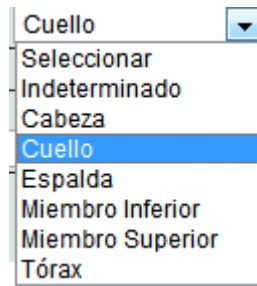 Cuello
Seleccionar
Indeterminado
Cabeza
Cuello
Espalda
Miembro Inferior
Miembro Superior
Tórax